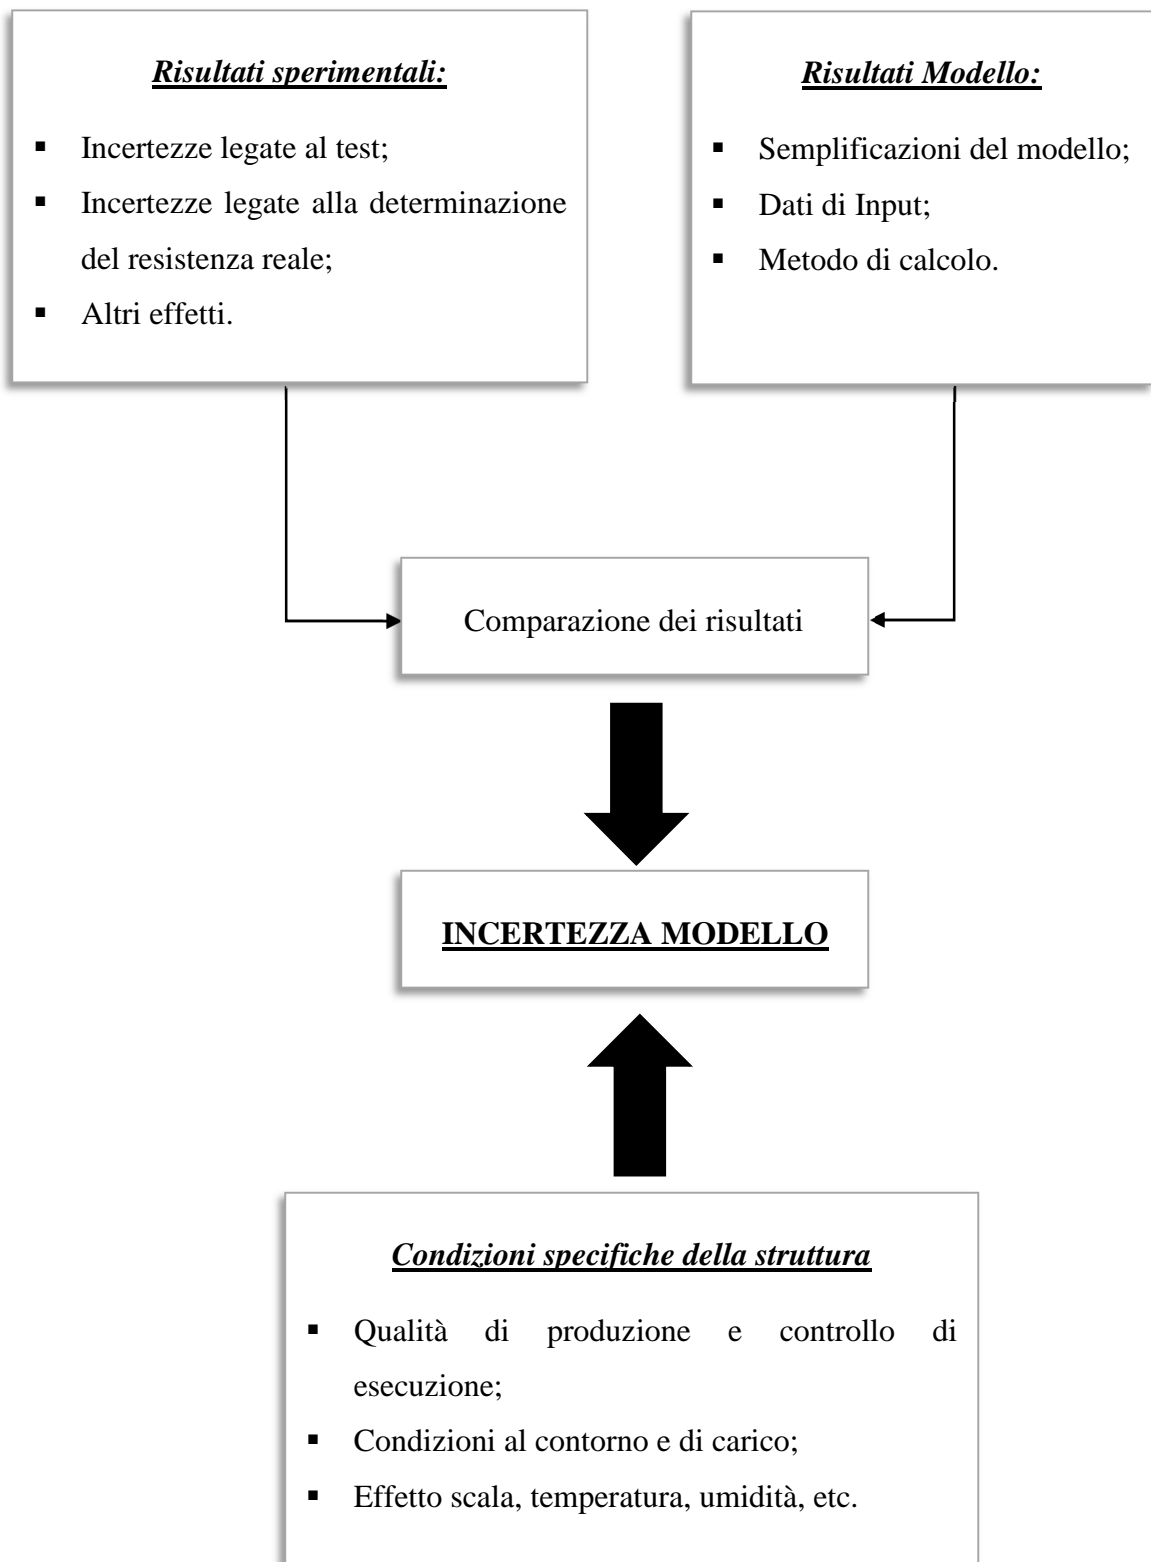 Risultati sperimentali:
▪ Incertezze legate al test;
▪ Incertezze legate alla determinazione
del resistenza reale;
▪ Altri effetti.
Risultati Modello:
▪ Semplificazioni del modello;
▪ Dati di Input;
▪ Metodo di calcolo.
Comparazione dei risultati
INCERTEZZA MODELLO
Condizioni specifiche della struttura
▪ Qualità di produzione e controllo di
esecuzione;
▪ Condizioni al contorno e di carico;
▪ Effetto scala, temperatura, umidità, etc.